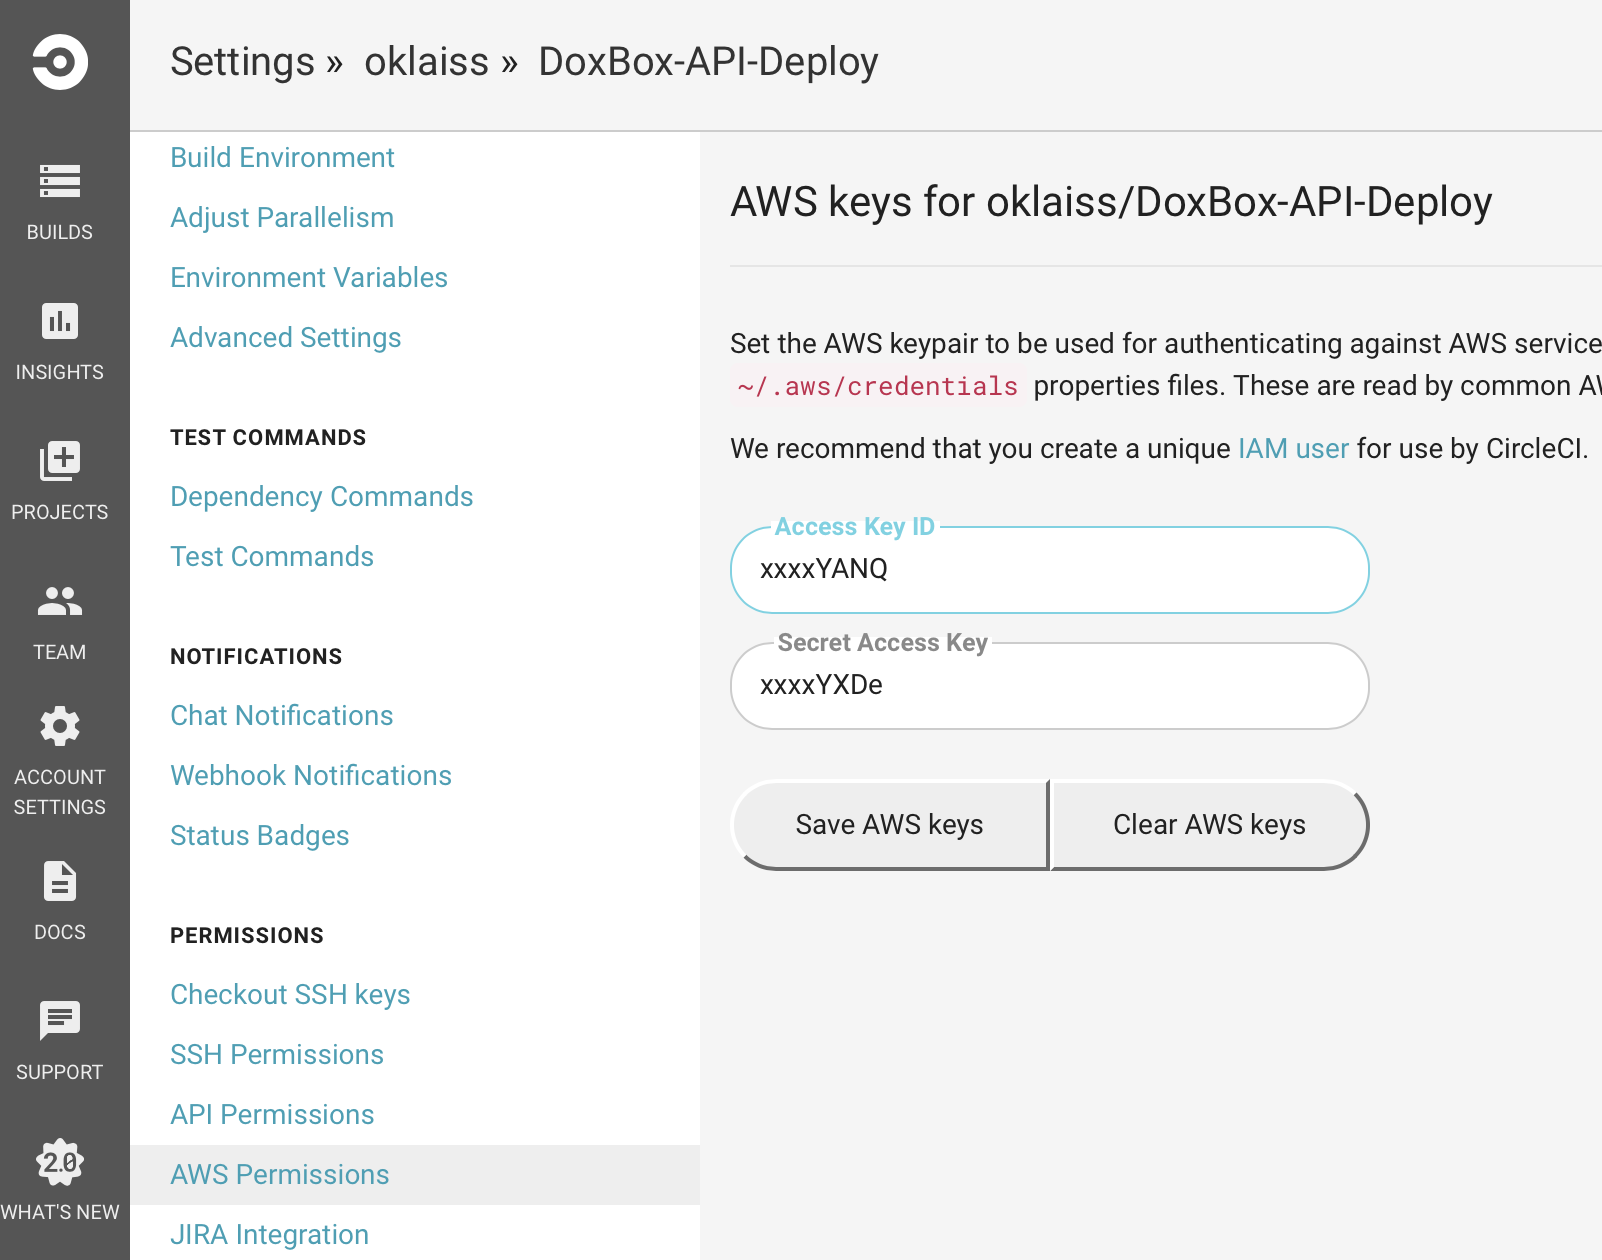 Settings » oklaiss » DoxBox-API-Deploy
BUILDS
INSIGHTS
PROJECTS
TEAM
ACCOUNT
SETTINGS
DOCS
SUPPORT
2.0
WHAT'S NEW
Build Environment
Adjust Parallelism
Environment Variables
Advanced Settings
TEST COMMANDS
Dependency Commands
Test Commands
NOTIFICATIONS
Chat Notifications
Webhook Notifications
Status Badges
PERMISSIONS
Checkout SSH keys
SSH Permissions
API Permissions
AWS Permissions
JIRA Integration
AWS keys for oklaiss/DoxBox-API-Deploy
Set the AWS keypair to be used for authenticating against AWS service
~/.aws/credentials properties files. These are read by common
We recommend that you create a unique IAM user for use by CircleCI.
Access Key ID
xxxxYANQ
Secret Access Key
xxxxYXDe
Save AWS keys
Clear AWS keys